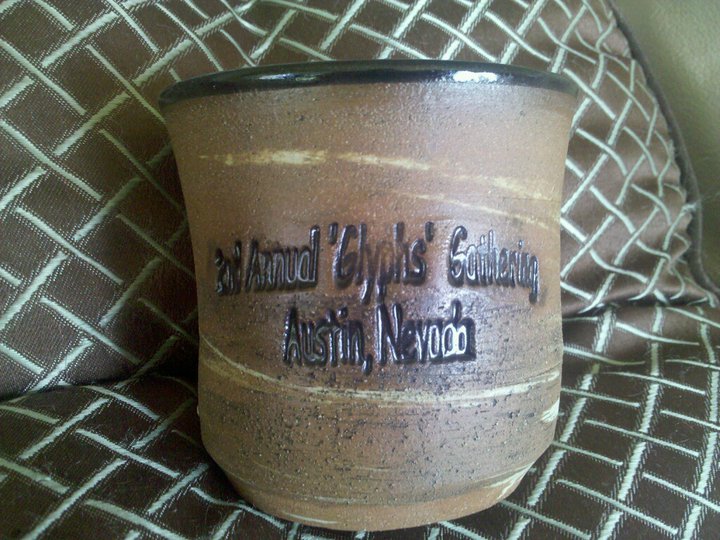 2nd Annual 'Glyphs' Gathering
Austin, Nevada